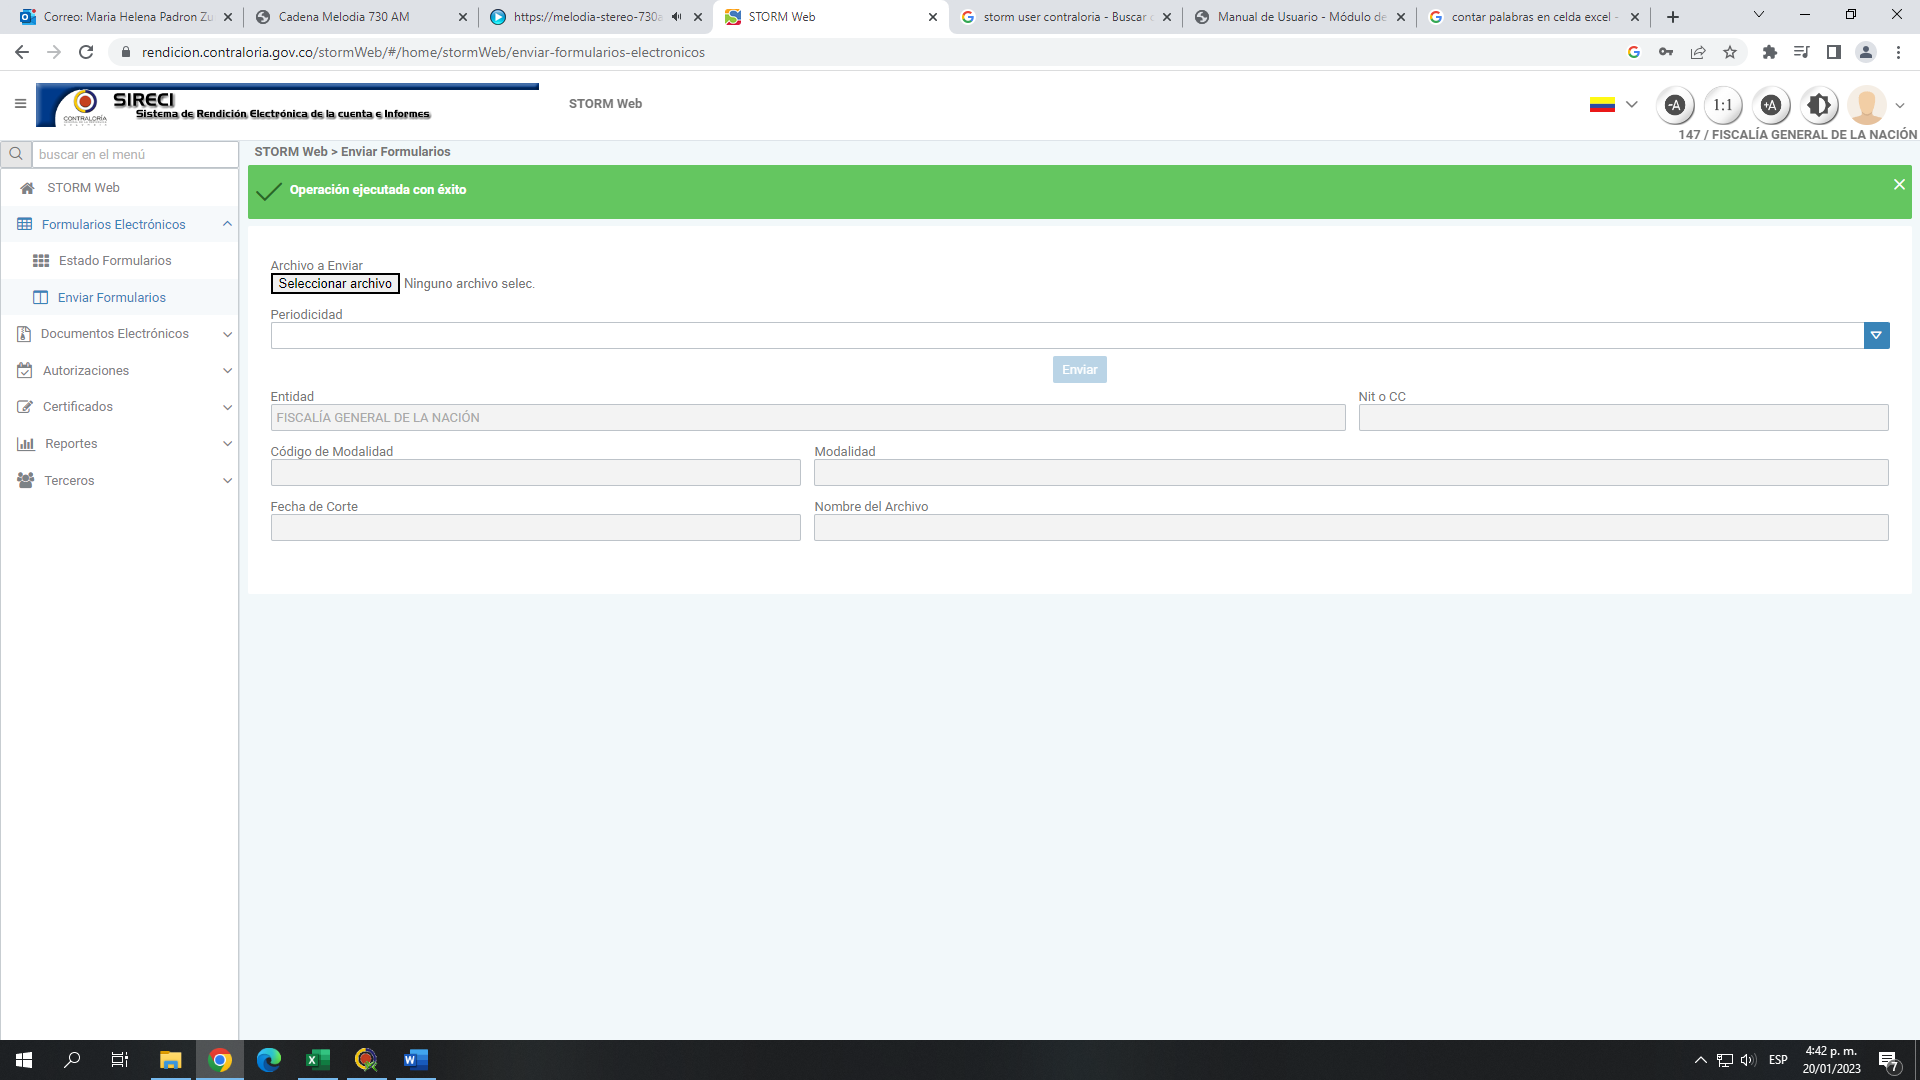 Correo: Maria Helena Padron Zu
Cadena Melodia 730 AM
https://melodia-stereo-730a
STORM Web
storm user contraloria - Buscar c
Manual de Usuario - Módulo de
contar palabras en celda excel -
rendicion.contraloria.gov.co/stormWeb/#/home/stormWeb/enviar-formularios-electronicos
CONTRALORÍA
SIRECI
Sistema de Rendición Electrónica de la cuenta e Informes
STORM Web
-A
1:1
+A
147 / FISCALÍA GENERAL DE LA NACIÓN
buscar en el menú
STORM Web > Enviar Formularios
STORM Web
Operación ejecutada con éxito
Formularios Electrónicos
Estado Formularios
Enviar Formularios
Documentos Electrónicos
Autorizaciones
Certificados
Reportes
Terceros
Archivo a Enviar
Seleccionar archivo Ninguno archivo selec.
Periodicidad
Enviar
Entidad
Nit o CC
FISCALÍA GENERAL DE LA NACIÓN
Código de Modalidad
Modalidad
Fecha de Corte
Nombre del Archivo
ESP
4:42 p. m.
20/01/2023
7